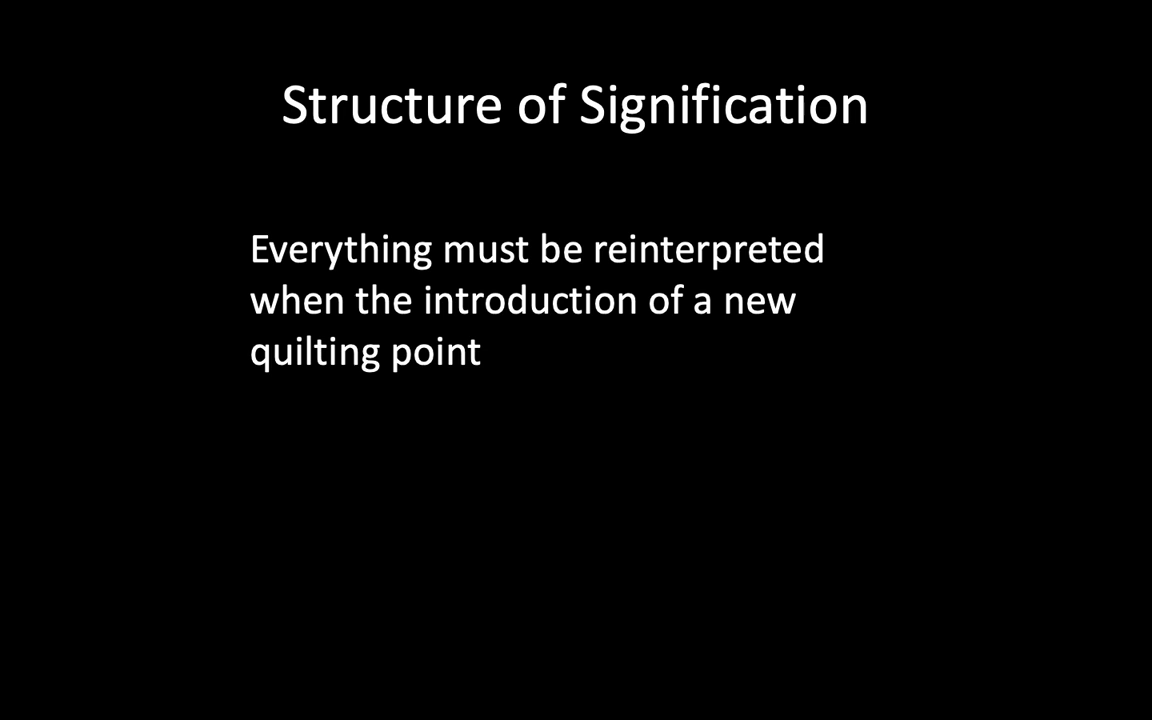 Structure of Signification
Everything must be reinterpreted
when the introduction of a new
quilting point